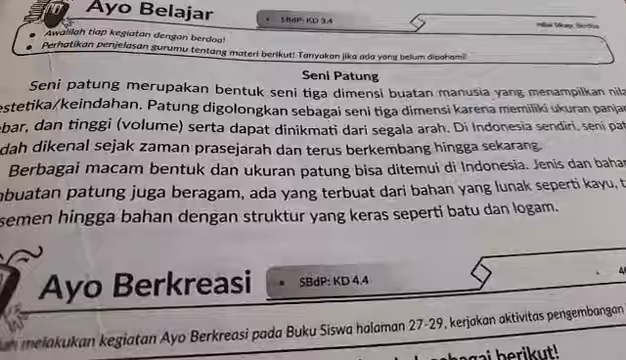 Ayo Belajar
SBdP: KD 3.4
Awalilah tiap kegiatan dengan berdoa!
Perhatikan penjelasan gurumu tentang materi berikut! Tanyakan jika ada yang belum dipahami!
Seni Patung
Seni patung merupakan bentuk seni tiga dimensi buatan manusia yang menampilkan nila
estetika/keindahan. Patung digolongkan sebagai seni tiga dimensi karena memiliki ukuran panjan
bar, dan tinggi (volume) serta dapat dinikmati dari segala arah. Di Indonesia sendiri, seni pat
dah dikenal sejak zaman prasejarah dan terus berkembang hingga sekarang.
Berbagai macam bentuk dan ukuran patung bisa ditemui di Indonesia. Jenis dan bahan
mbuatan patung juga beragam, ada yang terbuat dari bahan yang lunak seperti kayu, t
semen hingga bahan dengan struktur yang keras seperti batu dan logam.
Ayo Berkreasi
SBdP: KD 4.4
lah melakukan kegiatan Ayo Berkreasi pada Buku Siswa halaman 27-29, kerjakan aktivitas pengembangan
berikut!